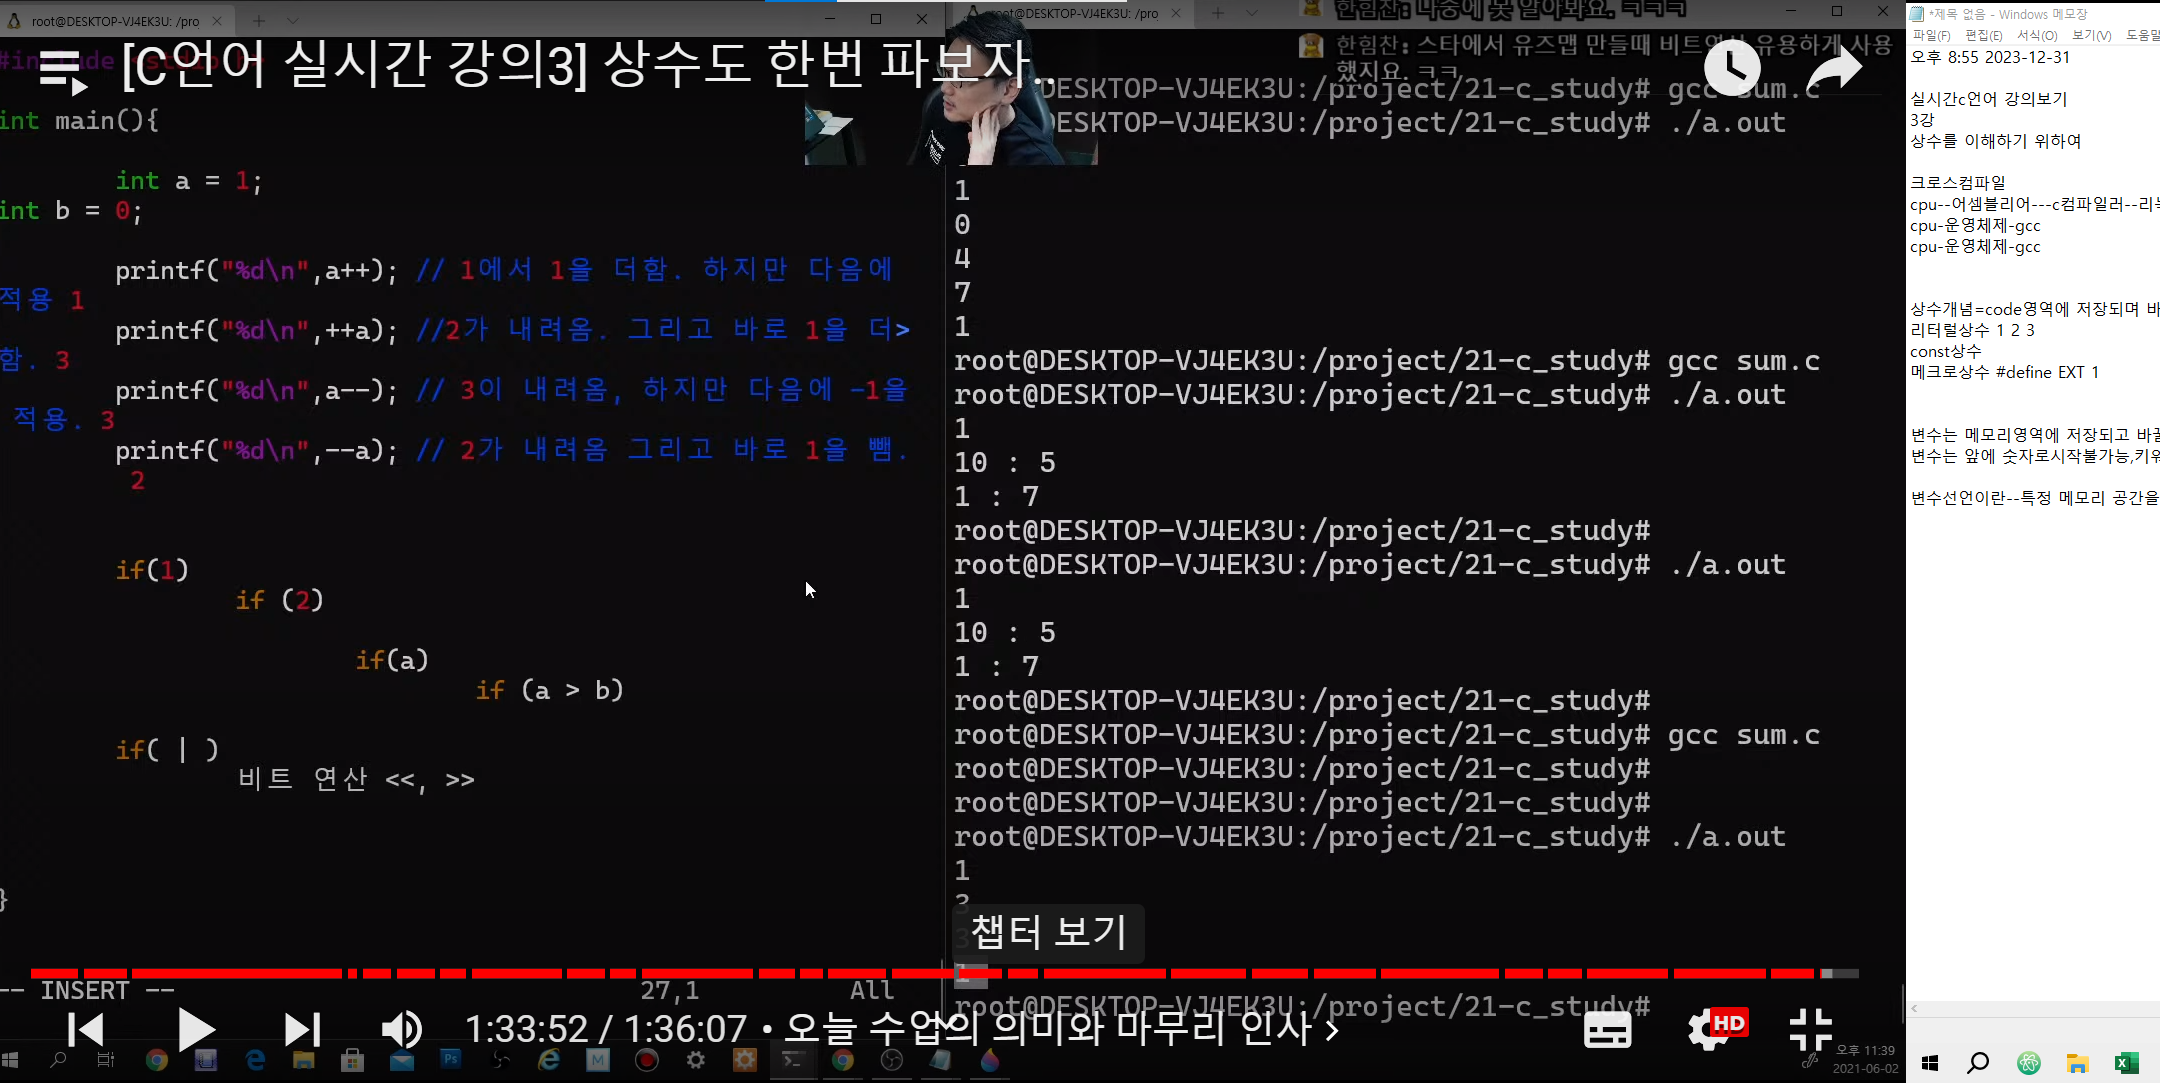 root@DESKTOP-VJ4EK3U: /pro
root@DESKTOP-VJ4EK3U: /pro
[C언어 실시간 강의3] 상수도 한번 파보자..
#include <stdio.h>
int main(){
int a = 1;
int b = 0;
printf("%d\n",a++); // 1에서 1을 더함. 하지만 다음에
적용 1
printf("%d\n",++a); //2가 내려옴. 그리고 바로 1을 더>
함. 3
printf("%d\n",a--); // 3이 내려옴, 하지만 다음에 -1을
적용. 3
printf("%d\n",--a); // 2가 내려옴 그리고 바로 1을 뺌.
2
if(1)
if (2)
if(a)
if (a > b)
if( | )
비트 연산 <<, >>
}
-- INSERT --
27,1
All
한힘찬: 나중에 못 알아봐요. ㅋㅋㅋ
한힘찬: 스타에서 유즈맵 만들때 비트연산 유용하게 사용
했지요. ㅋㅋ
DESKTOP-VJ4EK3U:/project/21-c_study# gcc sum.c
DESKTOP-VJ4EK3U:/project/21-c_study# ./a.out
1
0
4
7
1
root@DESKTOP-VJ4EK3U:/project/21-c_study# gcc sum.c
root@DESKTOP-VJ4EK3U:/project/21-c_study# ./a.out
1
10 : 5
1 : 7
root@DESKTOP-VJ4EK3U:/project/21-c_study#
root@DESKTOP-VJ4EK3U:/project/21-c_study# ./a.out
1
10 : 5
1 : 7
root@DESKTOP-VJ4EK3U:/project/21-c_study#
root@DESKTOP-VJ4EK3U:/project/21-c_study# gcc sum.c
root@DESKTOP-VJ4EK3U:/project/21-c_study#
root@DESKTOP-VJ4EK3U:/project/21-c_study#
root@DESKTOP-VJ4EK3U:/project/21-c_study# ./a.out
1
3
3
1
root@DESKTOP-VJ4EK3U:/project/21-c_study#
챕터 보기
1:33:52 / 1:36:07 • 오늘 수업의 의미와 마무리 인사 >
HD
오후 11:39
2021-06-02
*제목 없음 - Windows 메모장
파일(F) 편집(E) 서식(O) 보기(V) 도움말
오후 8:55 2023-12-31
실시간c언어 강의보기
3강
상수를 이해하기 위하여
크로스컴파일
cpu--어셈블리어---c컴파일러--리눅
cpu-운영체제-gcc
cpu-운영체제-gcc
상수개념=code영역에 저장되며 바
리터럴상수 1 2 3
const상수
메크로상수 #define EXT 1
변수는 메모리영역에 저장되고 바꿀
변수는 앞에 숫자로시작불가능,키워
변수선언이란--특정 메모리 공간을